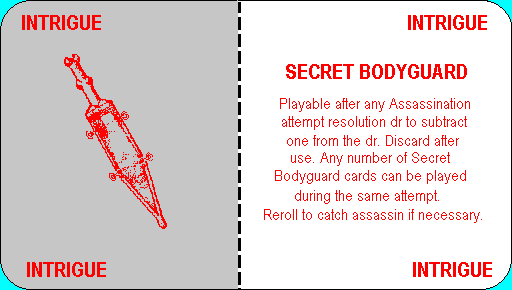 INTRIGUE
INTRIGUE
SECRET BODYGUARD
Playable after any Assassination
attempt resolution dr to subtract
one from the dr. Discard after
use. Any number of Secret
Bodyguard cards can be played
during the same attempt.
Reroll to catch assassin if necessary.
INTRIGUE
INTRIGUE